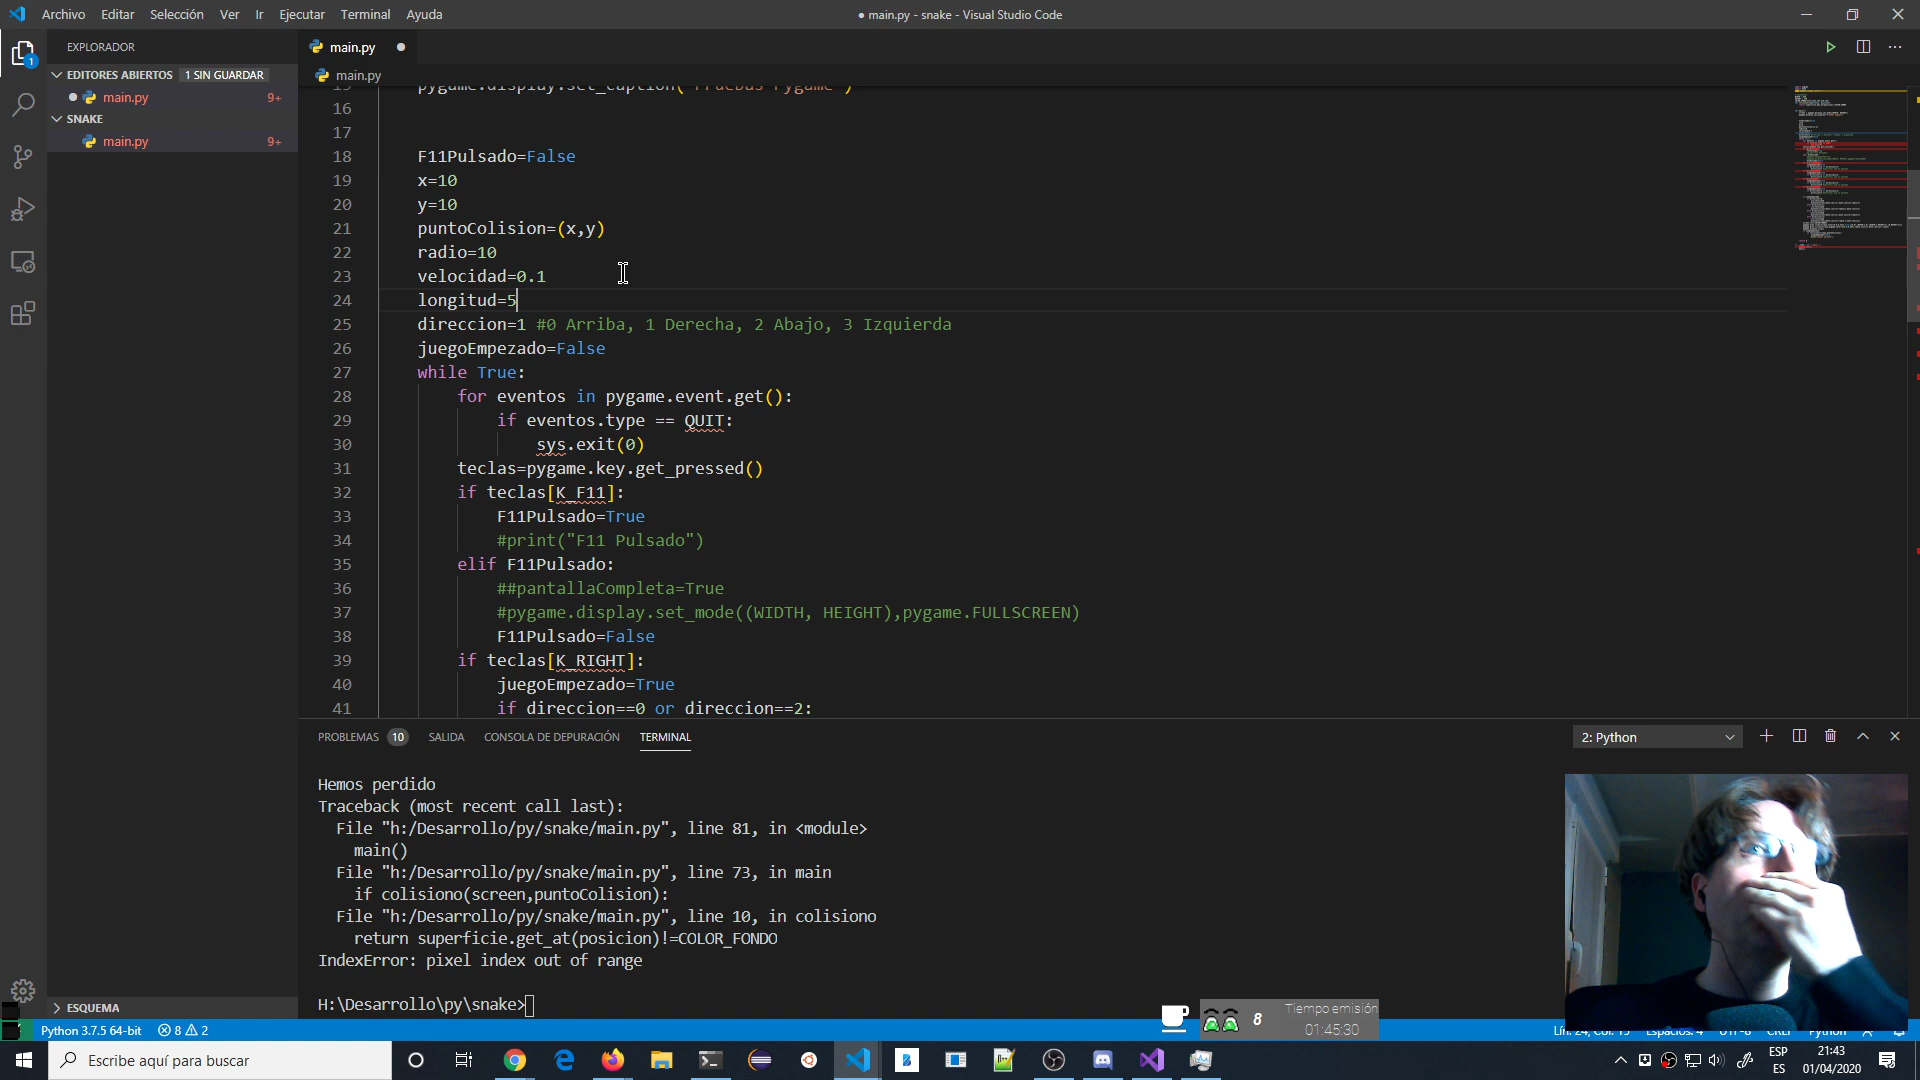 Archivo Editar Selección Ver Ir Ejecutar Terminal Ayuda
● main.py - snake - Visual Studio Code
EXPLORADOR
EDITORES ABIERTOS 1 SIN GUARDAR
main.py 9+
SNAKE
main.py 9+
ESQUEMA
main.py
main.py
16
17
18 F11Pulsado=False
19 x=10
20 y=10
21 puntoColision=(x,y)
22 radio=10
23 velocidad=0.1
24 longitud=5
25 direccion=1 #0 Arriba, 1 Derecha, 2 Abajo, 3 Izquierda
26 juegoEmpezado=False
27 while True:
28 for eventos in pygame.event.get():
29 if eventos.type == QUIT:
30 sys.exit(0)
31 teclas=pygame.key.get_pressed()
32 if teclas[K_F11]:
33 F11Pulsado=True
34 #print("F11 Pulsado")
35 elif F11Pulsado:
36 ##pantallaCompleta=True
37 #pygame.display.set_mode((WIDTH, HEIGHT),pygame.FULLSCREEN)
38 F11Pulsado=False
39 if teclas[K_RIGHT]:
40 juegoEmpezado=True
41 if direccion==0 or direccion==2:
PROBLEMAS 10 SALIDA CONSOLA DE DEPURACIÓN TERMINAL
2: Python
Hemos perdido
Traceback (most recent call last):
File "h:/Desarrollo/py/snake/main.py", line 81, in <module>
main()
File "h:/Desarrollo/py/snake/main.py", line 73, in main
if colisiono(screen,puntoColision):
File "h:/Desarrollo/py/snake/main.py", line 10, in colisiono
return superficie.get_at(posicion)!=COLOR_FONDO
IndexError: pixel index out of range
H:\Desarrollo\py\snake>
8
Tiempo emisión
01:45:30
Python 3.7.5 64-bit 8 2
Escribe aquí para buscar
ESP
ES
21:43
01/04/2020